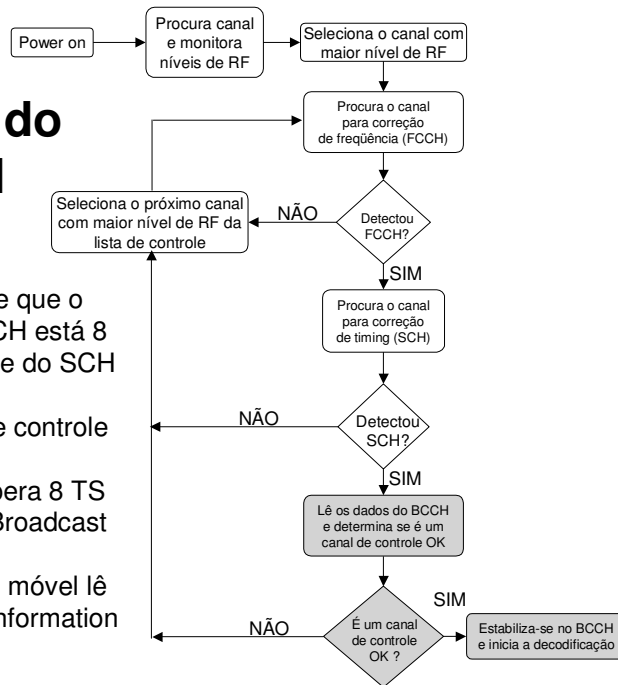 Power on
Procura canal
e monitora
níveis de RF
Seleciona o canal com
maior nível de RF
do
Procura o canal
para correção
de freqüência (FCCH)
Seleciona o próximo canal
com maior nível de RF da
lista de controle
NÃO
Detectou
FCCH?
SIM
e que o
CH está 8
e do SCH
Procura o canal
para correção
de timing (SCH)
NÃO
Detectou
SCH?
e controle
SIM
pera 8 TS
Broadcast
Lê os dados do BCCH
e determina se é um
canal de controle OK
móvel lê
nformation
NÃO
É um canal
de controle
OK ?
SIM
Estabiliza-se no BCCH
e inicia a decodificação